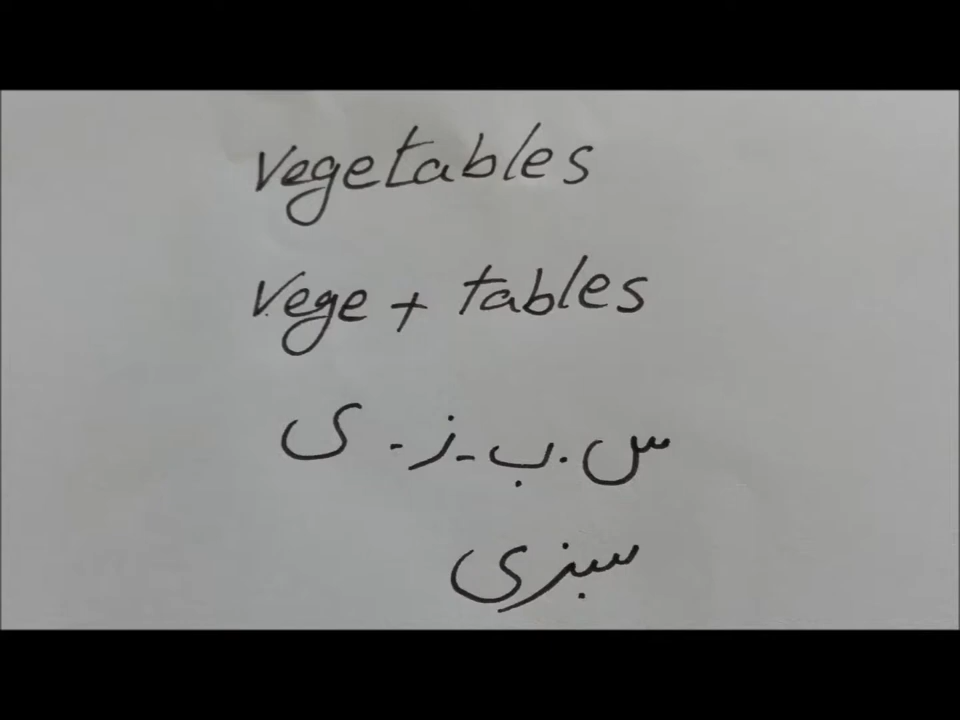 vegetables
vege + tables
س . ب - ز - ی
سبزی